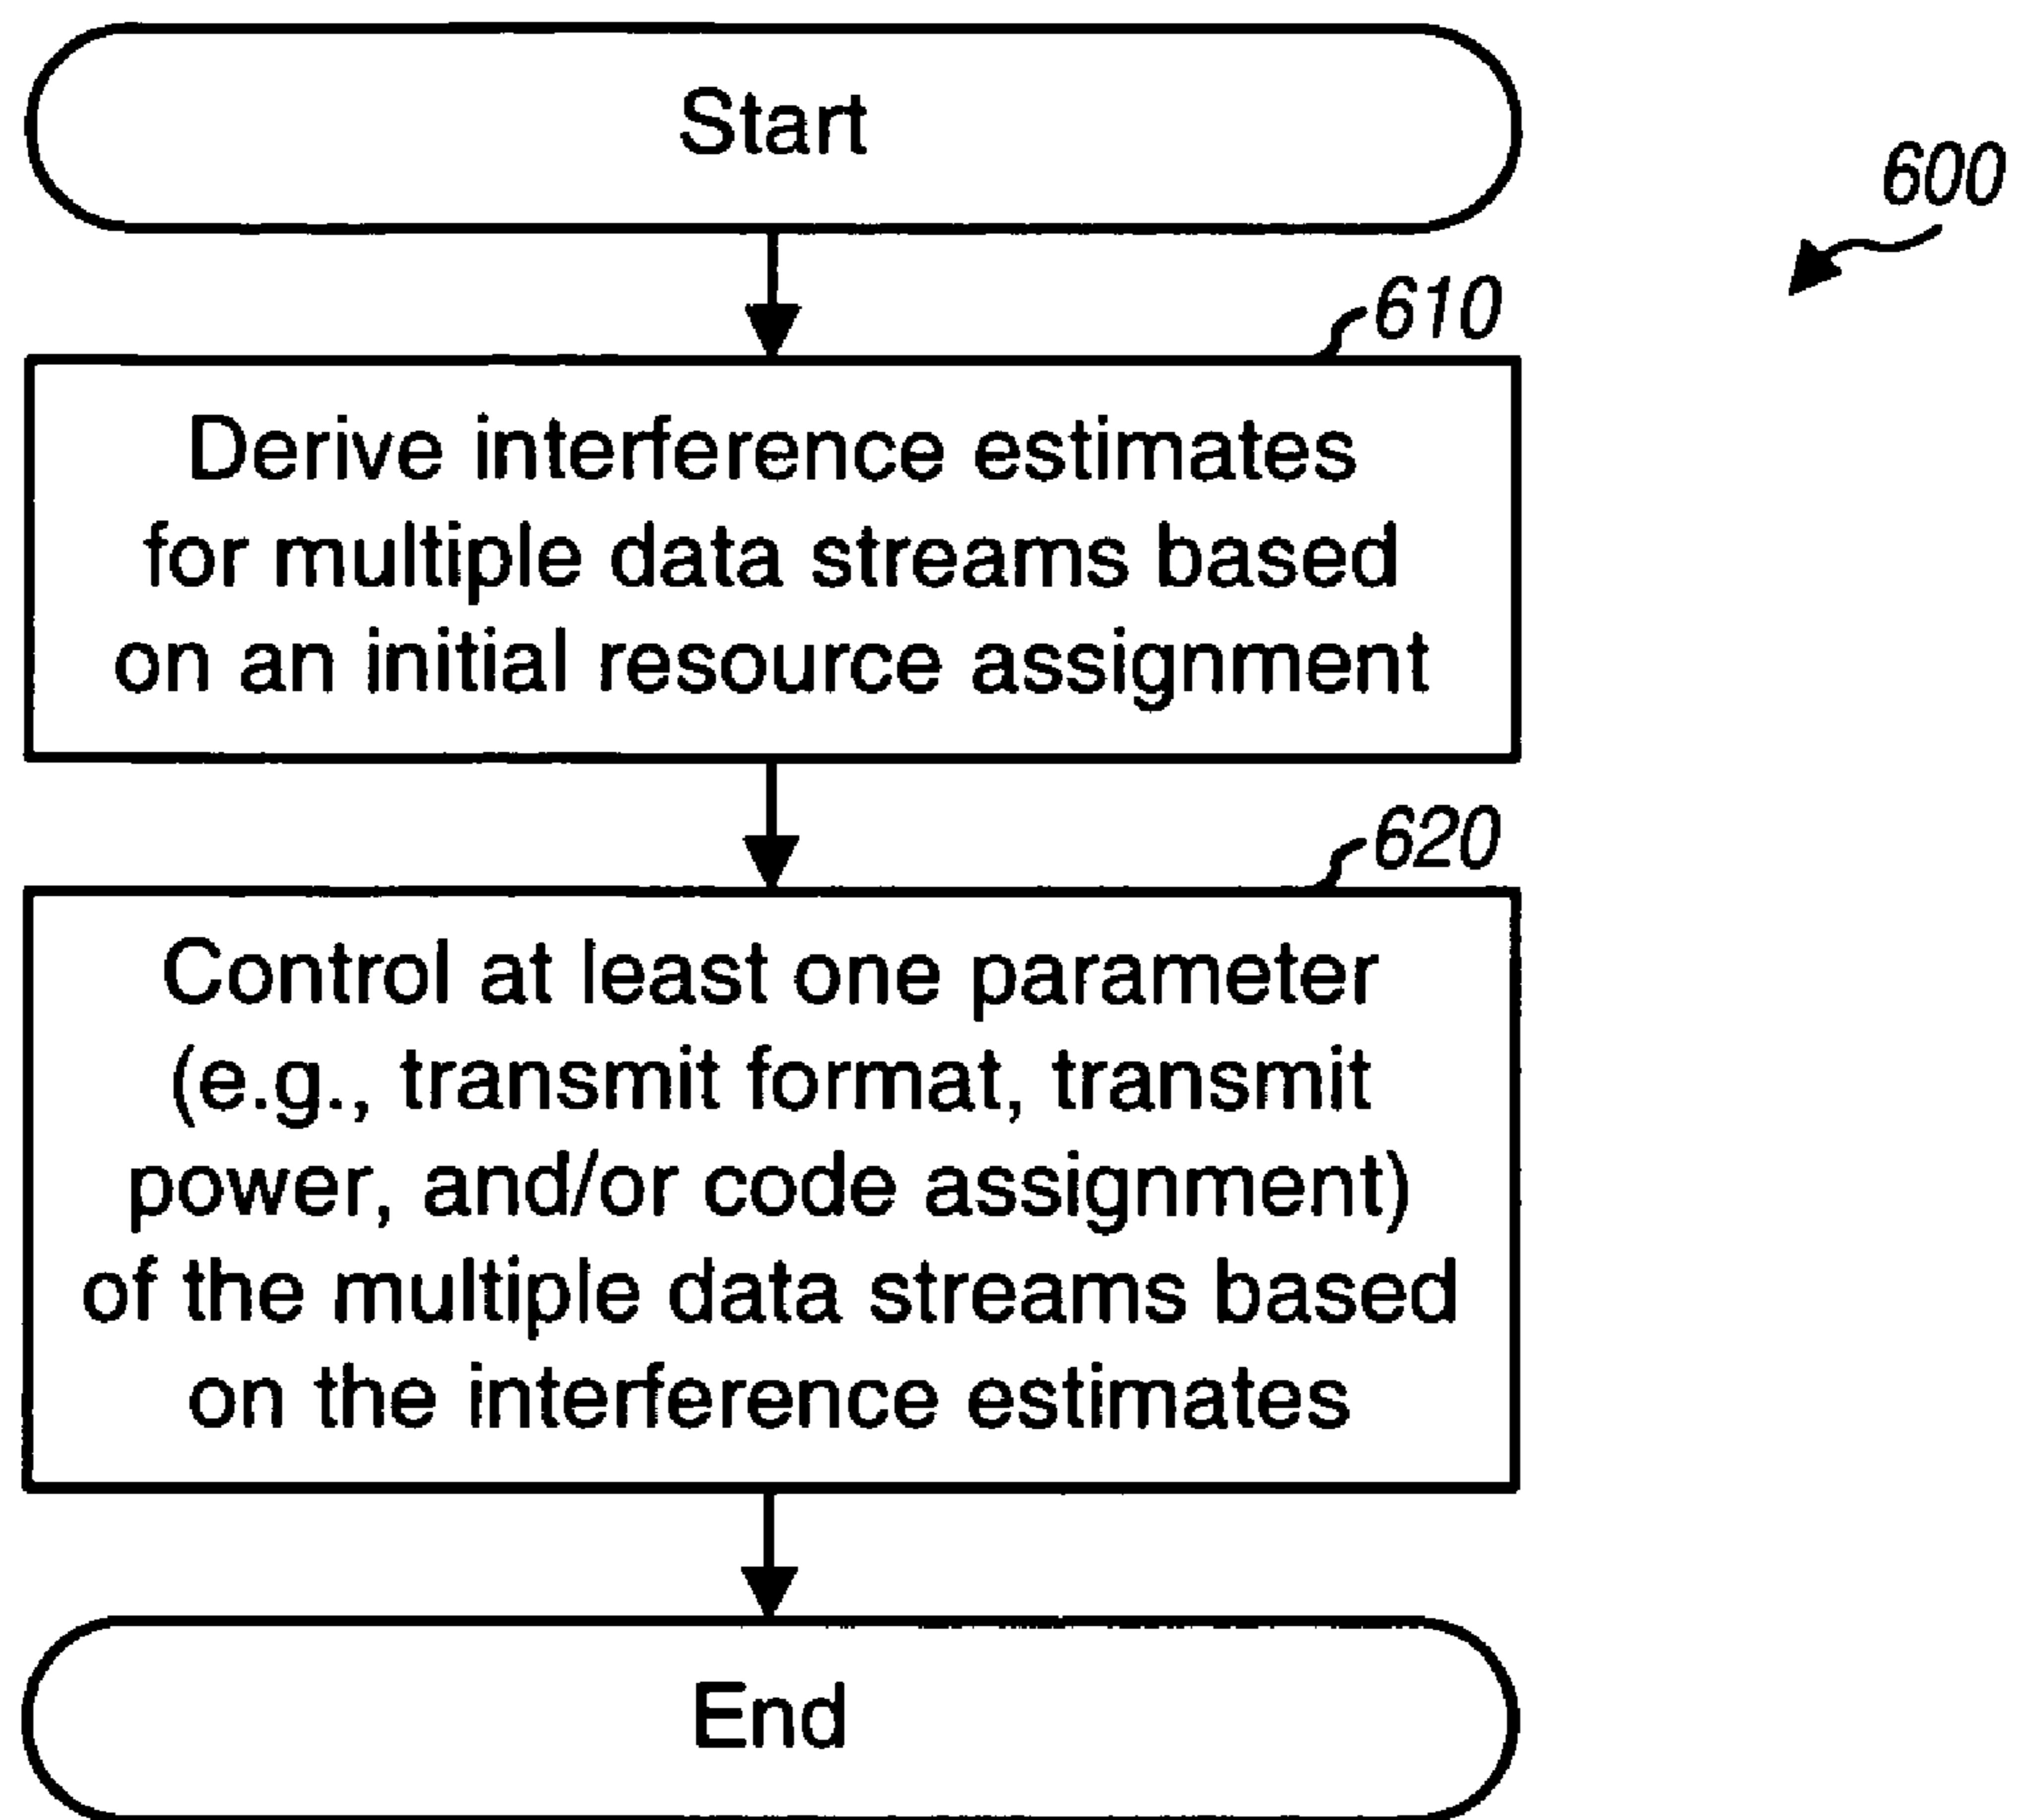 Start
600
610
Derive interference estimates
for multiple data streams based
on an initial resource assignment
620
Control at least one parameter
(e.g., transmit format, transmit
power, and/or code assignment)
of the multiple data streams based
on the interference estimates
End